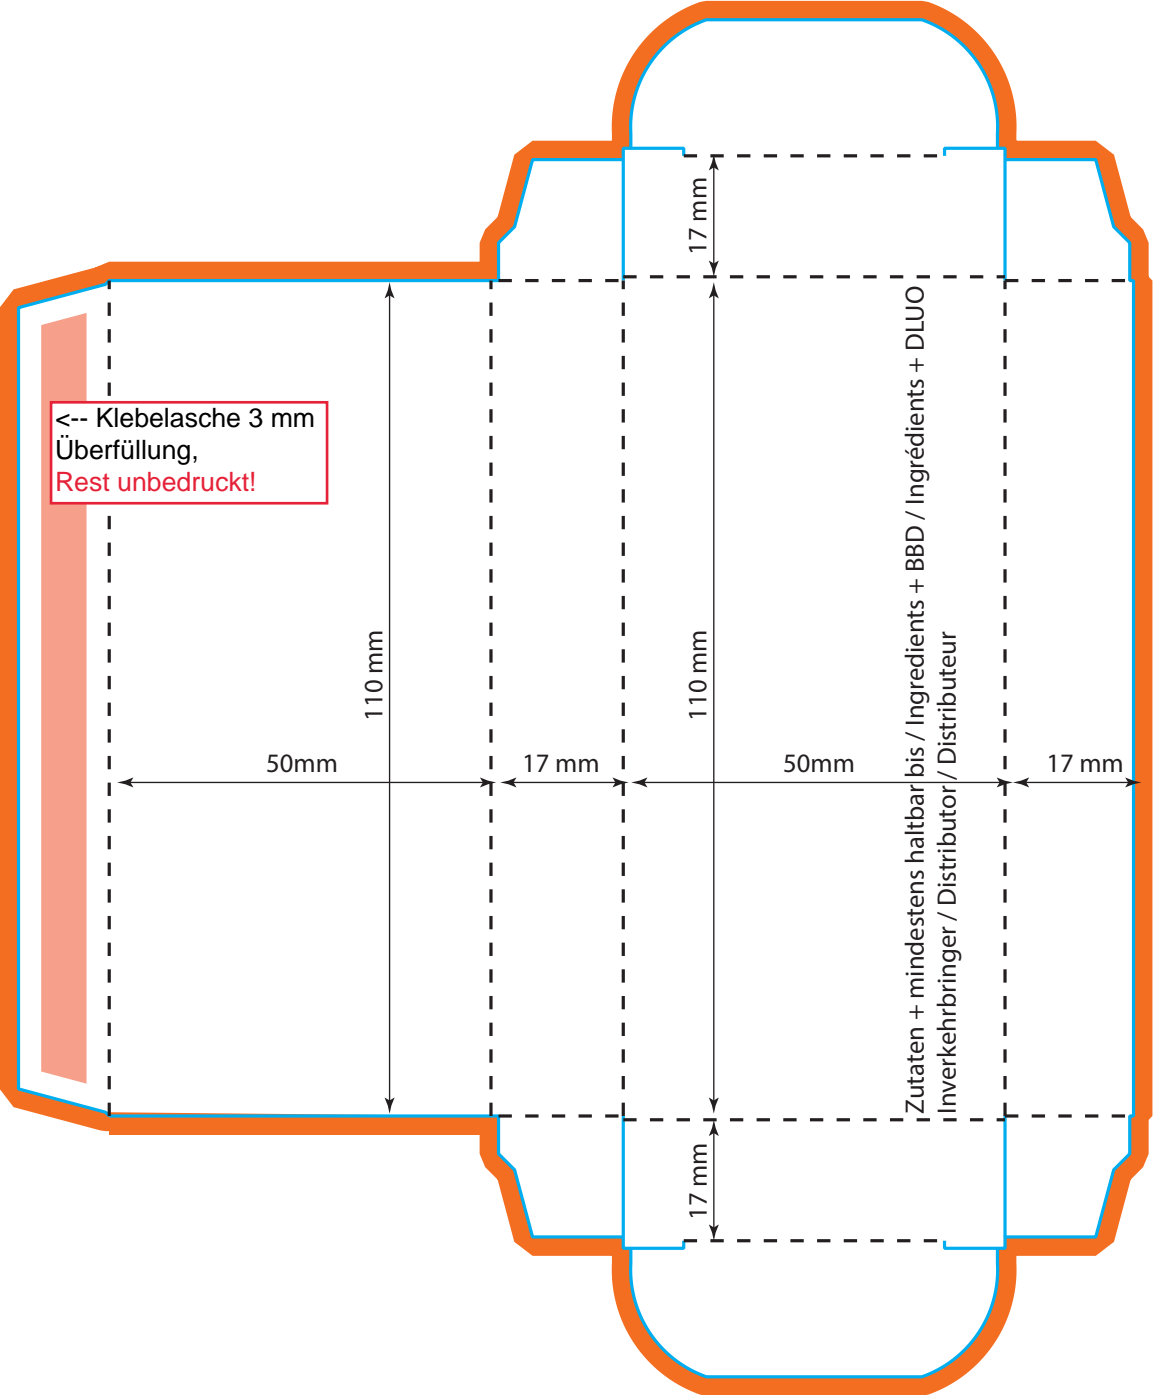 17 mm
<-- Klebelasche 3 mm
Überfüllung,
Rest unbedruckt!
110 mm
110 mm
50mm
17 mm
50mm
17 mm
Zutaten + mindestens haltbar bis / Ingredients + BBD / Ingrédients + DLUO
Inverkehrbringer / Distributor / Distributeur
17 mm